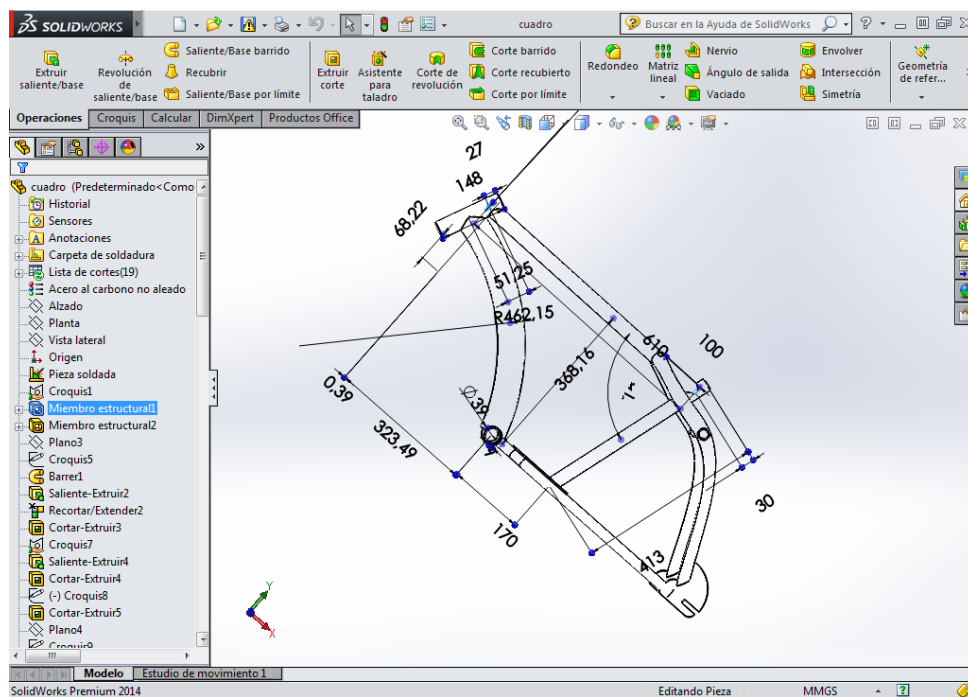 SOLIDWORKS
cuadro
Buscar en la Ayuda de SolidWorks
Extruir saliente/base
Revolución de saliente/base
Saliente/Base barrido
Recubrir
Saliente/Base por límite
Extruir corte
Asistente para taladro
Corte de revolución
Corte barrido
Corte recubierto
Corte por límite
Redondeo
Matriz lineal
Nervio
Ángulo de salida
Vaciado
Envolver
Intersección
Simetría
Geometría de refer...
Operaciones
Croquis
Calcular
DimXpert
Productos Office
cuadro (Predeterminado<Como
Historial
Sensores
Anotaciones
Carpeta de soldadura
Lista de cortes(19)
Acero al carbono no aleado
Alzado
Planta
Vista lateral
Origen
Pieza soldada
Croquis1
Miembro estructural1
Miembro estructural2
Plano3
Croquis5
Barrer1
Saliente-Extruir2
Recortar/Extender2
Cortar-Extruir3
Croquis7
Saliente-Extruir4
Cortar-Extruir4
(-) Croquis8
Cortar-Extruir5
Plano4
Croquis9
27
148
68,22
51,25
R462,15
610
100
368,16
0,39
Ø39
323,49
170
413
30
Y
X
Modelo
Estudio de movimiento 1
SolidWorks Premium 2014
Editando Pieza
MMGS